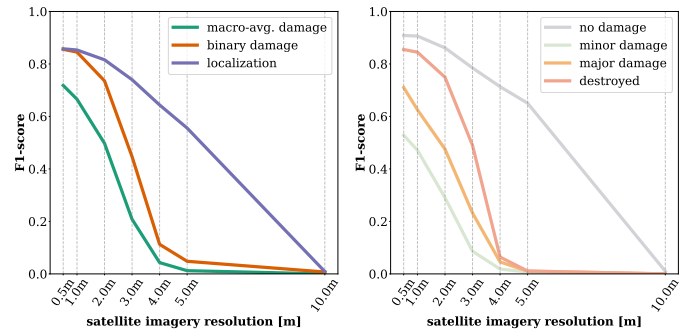 1.0
0.8
0.6
0.4
0.2
0.0
F1-score
macro-avg. damage
binary damage
localization
0.5m
1.0m
2.0m
3.0m
4.0m
5.0m
10.0m
satellite imagery resolution [m]
1.0
0.8
0.6
0.4
0.2
0.0
F1-score
no damage
minor damage
major damage
destroyed
0.5m
1.0m
2.0m
3.0m
4.0m
5.0m
10.0m
satellite imagery resolution [m]